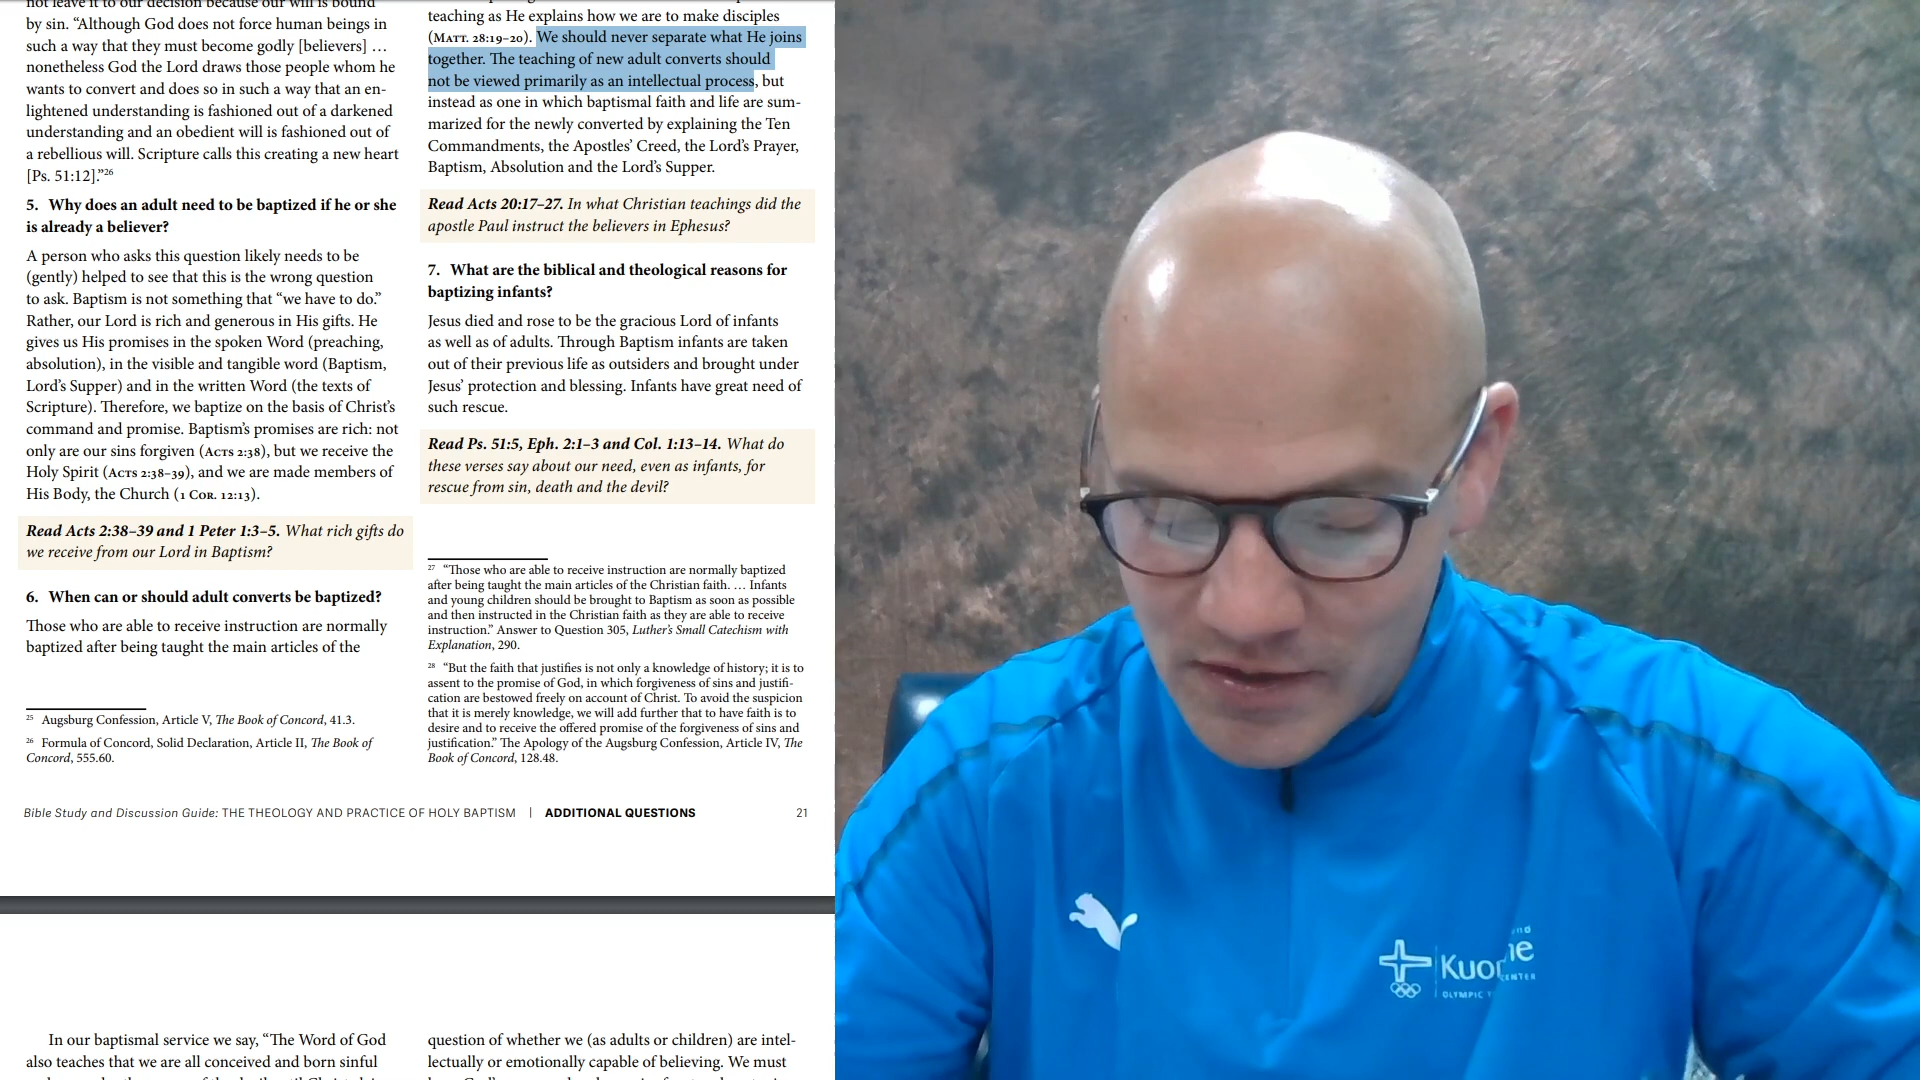 not leave it to our decision because our will is bound
by sin. “Although God does not force human beings in
such a way that they must become godly [believers] …
nonetheless God the Lord draws those people whom he
wants to convert and does so in such a way that an en-
lightened understanding is fashioned out of a darkened
understanding and an obedient will is fashioned out of
a rebellious will. Scripture calls this creating a new heart
[Ps. 51:12].”26
5. Why does an adult need to be baptized if he or she
is already a believer?
A person who asks this question likely needs to be
(gently) helped to see that this is the wrong question
to ask. Baptism is not something that “we have to do.”
Rather, our Lord is rich and generous in His gifts. He
gives us His promises in the spoken Word (preaching,
absolution), in the visible and tangible word (Baptism,
Lord’s Supper) and in the written Word (the texts of
Scripture). Therefore, we baptize on the basis of Christ’s
command and promise. Baptism’s promises are rich: not
only are our sins forgiven (Acts 2:38), but we receive the
Holy Spirit (Acts 2:38–39), and we are made members of
His Body, the Church (1 Cor. 12:13).
Read Acts 2:38–39 and 1 Peter 1:3–5. What rich gifts do
we receive from our Lord in Baptism?
6. When can or should adult converts be baptized?
Those who are able to receive instruction are normally
baptized after being taught the main articles of the
25 Augsburg Confession, Article V, The Book of Concord, 41.3.
26 Formula of Concord, Solid Declaration, Article II, The Book of
Concord, 555.60.
teaching as He explains how we are to make disciples
(Matt. 28:19–20). We should never separate what He joins
together. The teaching of new adult converts should
not be viewed primarily as an intellectual process, but
instead as one in which baptismal faith and life are sum-
marized for the newly converted by explaining the Ten
Commandments, the Apostles’ Creed, the Lord’s Prayer,
Baptism, Absolution and the Lord’s Supper.
Read Acts 20:17–27. In what Christian teachings did the
apostle Paul instruct the believers in Ephesus?
7. What are the biblical and theological reasons for
baptizing infants?
Jesus died and rose to be the gracious Lord of infants
as well as of adults. Through Baptism infants are taken
out of their previous life as outsiders and brought under
Jesus’ protection and blessing. Infants have great need of
such rescue.
Read Ps. 51:5, Eph. 2:1–3 and Col. 1:13–14. What do
these verses say about our need, even as infants, for
rescue from sin, death and the devil?
27 “Those who are able to receive instruction are normally baptized
after being taught the main articles of the Christian faith. … Infants
and young children should be brought to Baptism as soon as possible
and then instructed in the Christian faith as they are able to receive
instruction.” Answer to Question 305, Luther’s Small Catechism with
Explanation, 290.
28 “But the faith that justifies is not only a knowledge of history; it is to
assent to the promise of God, in which forgiveness of sins and justifi-
cation are bestowed freely on account of Christ. To avoid the suspicion
that it is merely knowledge, we will add further that to have faith is to
desire and to receive the offered promise of the forgiveness of sins and
justification.” The Apology of the Augsburg Confession, Article IV, The
Book of Concord, 128.48.
Bible Study and Discussion Guide: THE THEOLOGY AND PRACTICE OF HOLY BAPTISM | ADDITIONAL QUESTIONS 21
In our baptismal service we say, “The Word of God
also teaches that we are all conceived and born sinful
question of whether we (as adults or children) are intel-
lectually or emotionally capable of believing. We must
OLYMPIC